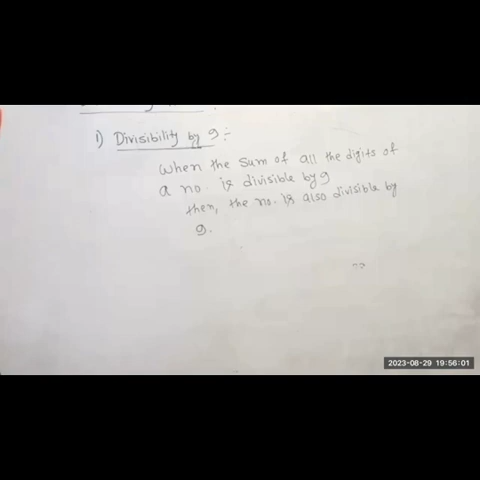 1) Divisibility by 9 :-
When the sum of all the digits of
a no. is divisible by 9
then, the no. is also divisible by
9.
2023-08-29 19:56:01